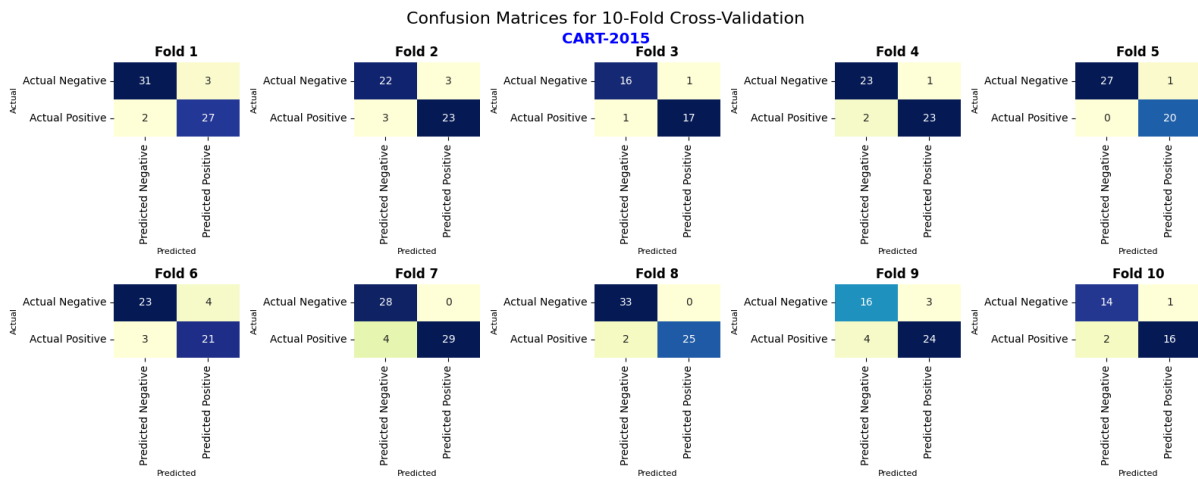 Confusion Matrices for 10-Fold Cross-Validation
CART-2015
Fold 1
Actual
Actual Negative
31 3
Actual Positive
2 27
Predicted Negative
Predicted Positive
Predicted
Fold 2
Actual
Actual Negative
22 3
Actual Positive
3 23
Predicted Negative
Predicted Positive
Predicted
Fold 3
Actual
Actual Negative
16 1
Actual Positive
1 17
Predicted Negative
Predicted Positive
Predicted
Fold 4
Actual
Actual Negative
23 1
Actual Positive
2 23
Predicted Negative
Predicted Positive
Predicted
Fold 5
Actual
Actual Negative
27 1
Actual Positive
0 20
Predicted Negative
Predicted Positive
Predicted
Fold 6
Actual
Actual Negative
23 4
Actual Positive
3 21
Predicted Negative
Predicted Positive
Predicted
Fold 7
Actual
Actual Negative
28 0
Actual Positive
4 29
Predicted Negative
Predicted Positive
Predicted
Fold 8
Actual
Actual Negative
33 0
Actual Positive
2 25
Predicted Negative
Predicted Positive
Predicted
Fold 9
Actual
Actual Negative
16 3
Actual Positive
4 24
Predicted Negative
Predicted Positive
Predicted
Fold 10
Actual
Actual Negative
14 1
Actual Positive
2 16
Predicted Negative
Predicted Positive
Predicted